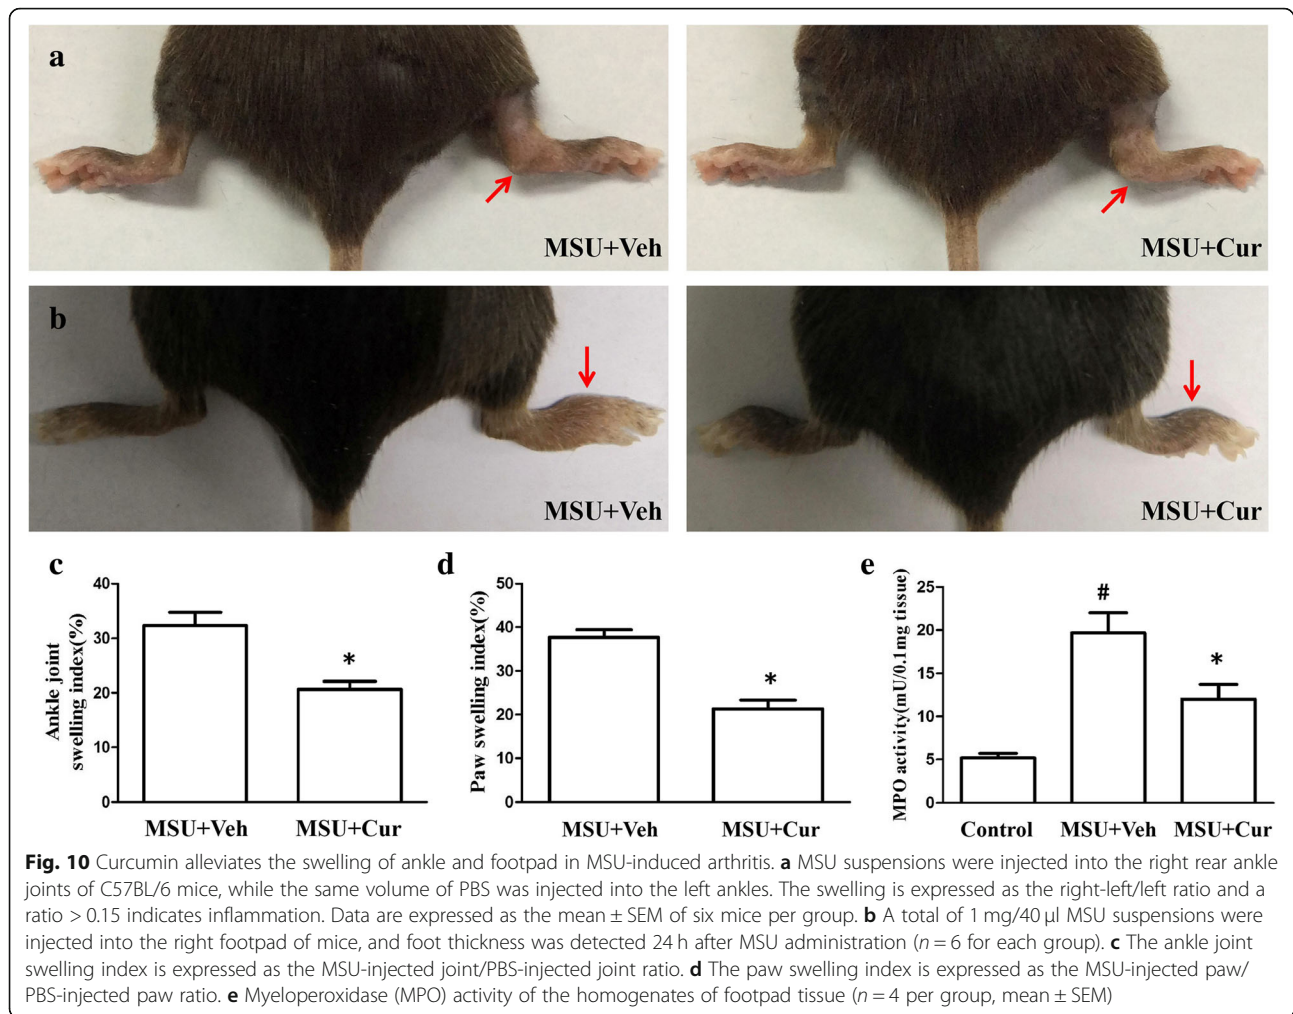 a
MSU+Veh
MSU+Cur
b
MSU+Veh
MSU+Cur
c
Ankle joint
swelling index(%)
40
30
20
10
0
*
MSU+Veh
MSU+Cur
d
Paw swelling index(%)
50
40
30
20
10
0
*
MSU+Veh
MSU+Cur
e
MPO activity(mU/0.1mg tissue)
25
20
15
10
5
0
#
*
Control
MSU+Veh
MSU+Cur
Fig. 10 Curcumin alleviates the swelling of ankle and footpad in MSU-induced arthritis. a MSU suspensions were injected into the right rear ankle
joints of C57BL/6 mice, while the same volume of PBS was injected into the left ankles. The swelling is expressed as the right-left/left ratio and a
ratio > 0.15 indicates inflammation. Data are expressed as the mean ± SEM of six mice per group. b A total of 1 mg/40 μl MSU suspensions were
injected into the right footpad of mice, and foot thickness was detected 24 h after MSU administration (n = 6 for each group). c The ankle joint
swelling index is expressed as the MSU-injected joint/PBS-injected joint ratio. d The paw swelling index is expressed as the MSU-injected paw/
PBS-injected paw ratio. e Myeloperoxidase (MPO) activity of the homogenates of footpad tissue (n = 4 per group, mean ± SEM)